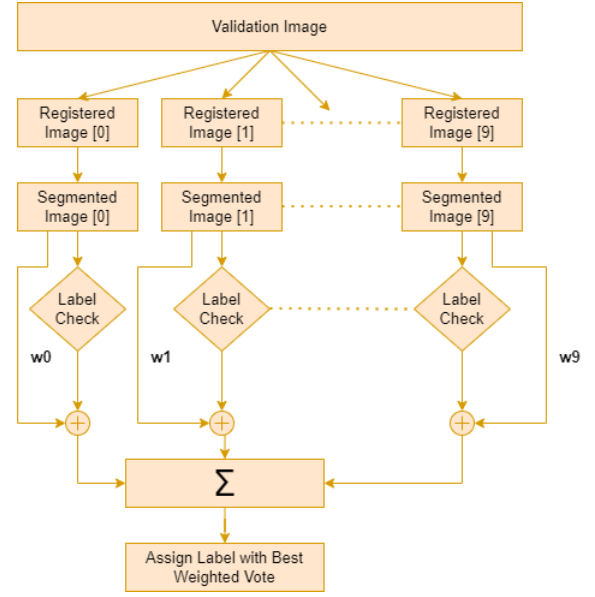 Validation Image
Registered
Image [0]
Registered
Image [1]
Registered
Image [9]
Segmented
Image [0]
Segmented
Image [1]
Segmented
Image [9]
Label
Check
Label
Check
Label
Check
w0
w1
w9
+
+
+
Σ
Assign Label with Best
Weighted Vote